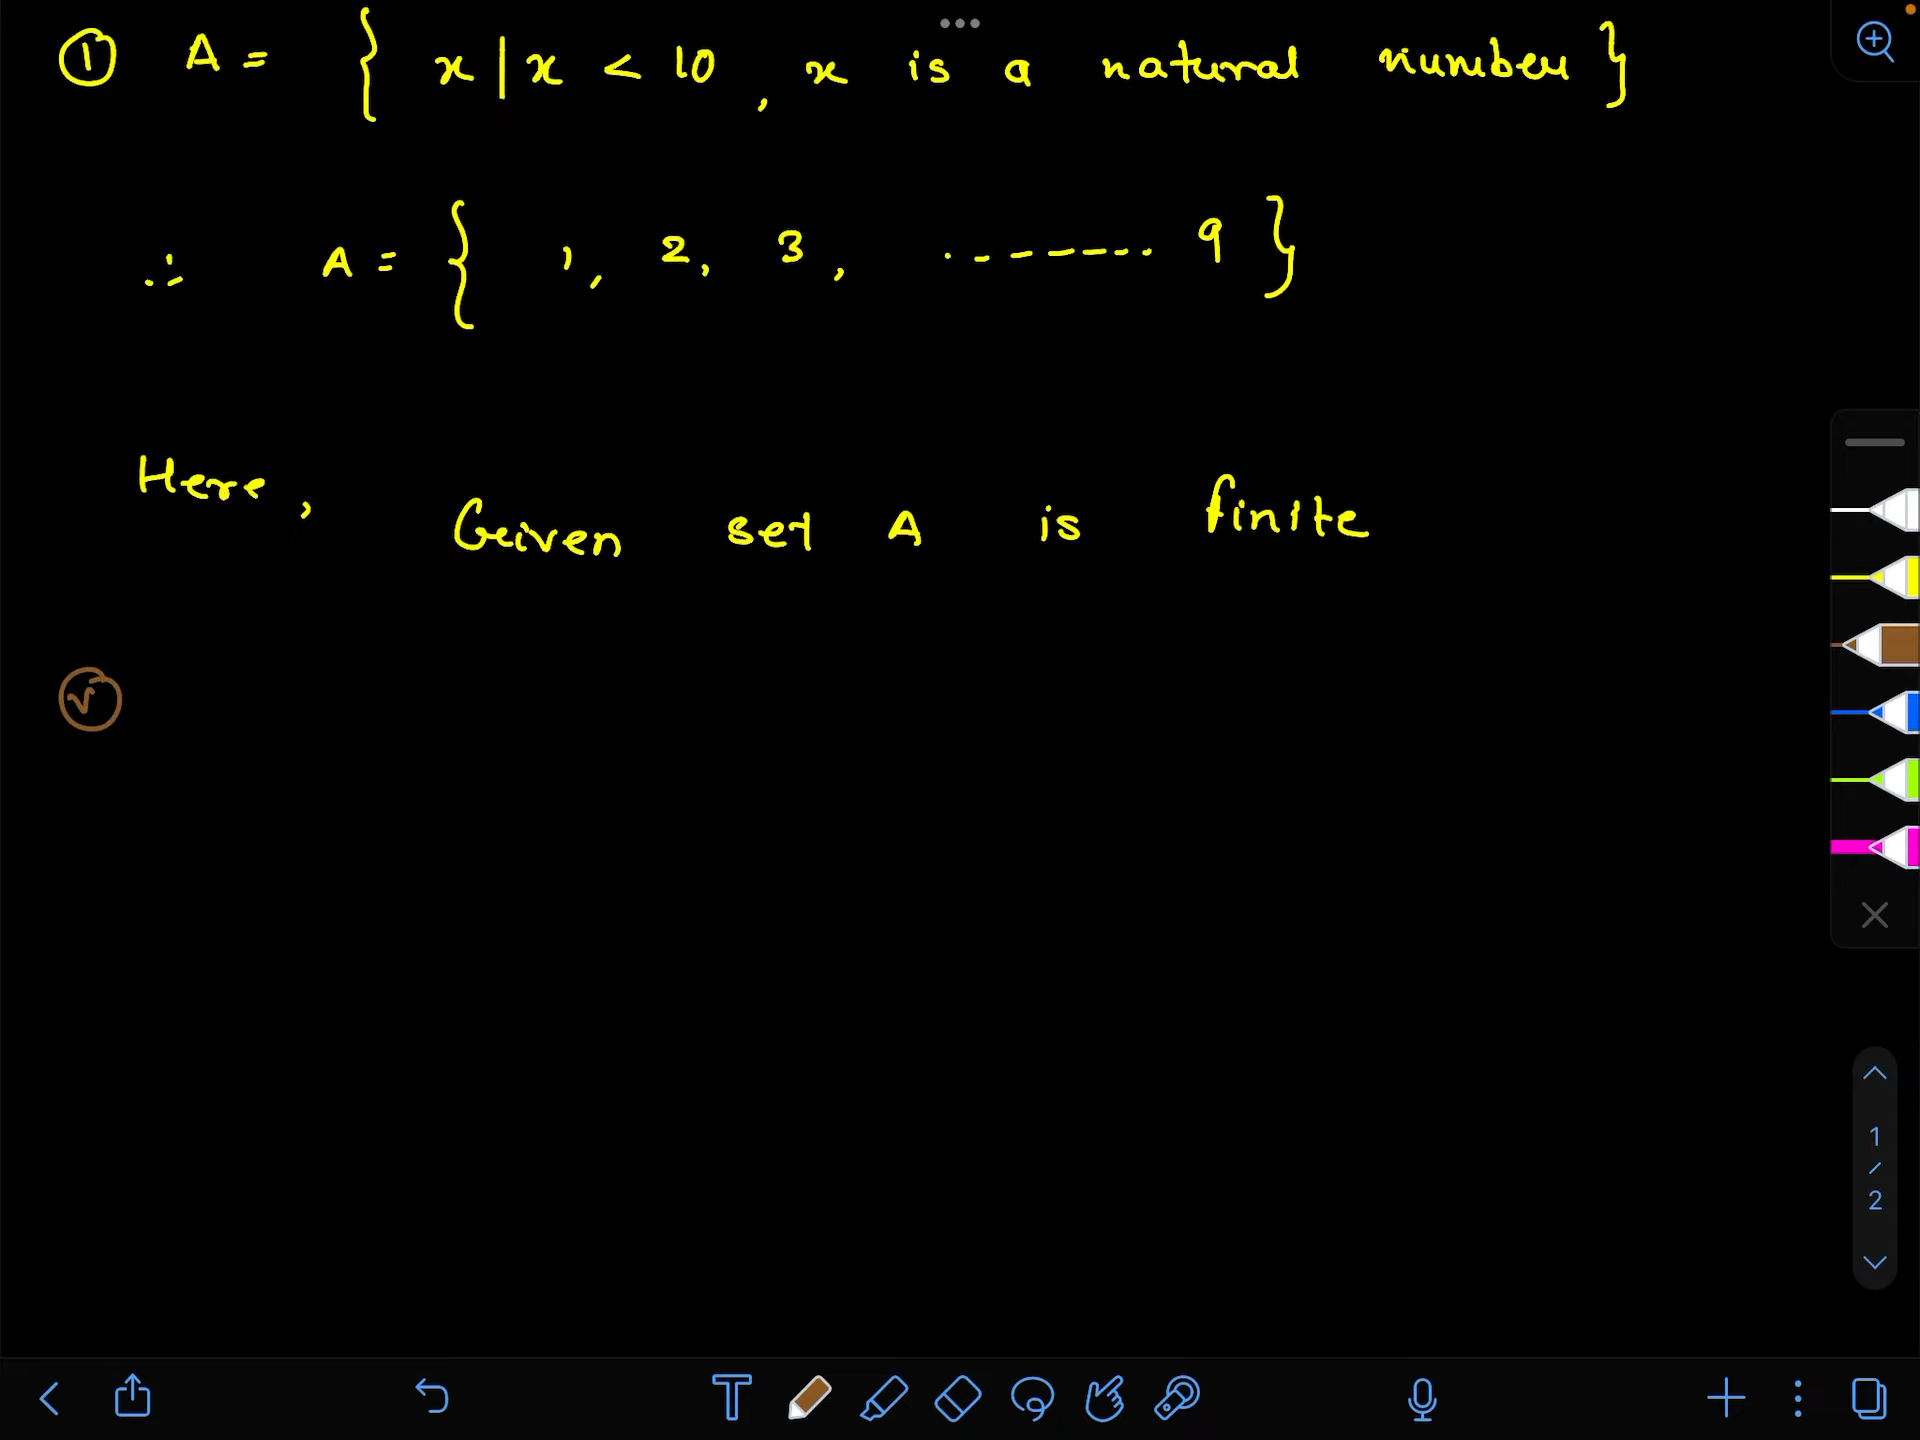 ① A = { x | x < 10, x is a natural number }
∴ A = { 1, 2, 3, ........ 9 }
Here, Given set A is finite
1
/
2